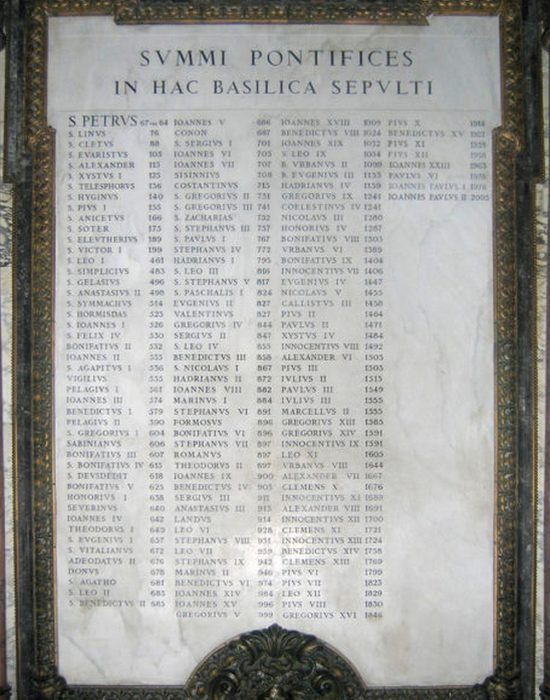 SVMMI PONTIFICES
IN HAC BASILICA SEPVLTI
S. PETRVS 67 vel 64
S. LINVS 76
S. CLETVS 88
S. EVARISTVS 105
S. ALEXANDER 115
S. XYSTVS I 125
S. TELESPHORVS 136
S. HYGINVS 140
S. PIVS I 155
S. ANICETVS 166
S. SOTER 175
S. ELEVTHERIVS 189
S. VICTOR I 199
S. LEO I 461
S. SIMPLICIVS 483
S. GELASIVS 496
S. ANASTASIVS II 498
S. SYMMACHVS 514
S. HORMISDAS 523
S. IOANNES I 526
S. FELIX IV 530
BONIFATIVS II 532
IOANNES II 535
S. AGAPITVS I 536
VIGILIVS 555
PELAGIVS I 561
IOANNES III 574
BENEDICTVS I 579
PELAGIVS II 590
S. GREGORIVS I 604
SABINIANVS 606
BONIFATIVS III 607
S. BONIFATIVS IV 615
S. DEVSDEDIT 618
BONIFATIVS V 625
HONORIVS I 638
SEVERINVS 640
IOANNES IV 642
THEODORVS I 649
S. EVGENIVS I 657
S. VITALIANVS 672
ADEODATVS II 676
DONVS 678
S. AGATHO 681
S. LEO II 683
S. BENEDICTVS II 685
IOANNES V 686
CONON 687
S. SERGIVS I 701
IOANNES VI 705
IOANNES VII 707
SISINNIVS 708
COSTANTINVS 715
S. GREGORIVS II 731
S. GREGORIVS III 741
S. ZACHARIAS 752
S. STEPHANVS III 757
S. PAVLVS I 767
STEPHANVS IV 772
HADRIANVS I 795
S. LEO III 816
S. STEPHANVS V 817
S. PASCHALIS I 824
EVGENIVS II 827
VALENTINVS 827
GREGORIVS IV 844
SERGIVS II 847
S. LEO IV 855
BENEDICTVS III 858
S. NICOLAVS I 867
HADRIANVS II 872
IOANNES VIII 882
MARINVS I 884
STEPHANVS VI 891
FORMOSVS 896
BONIFATIVS VI 896
STEPHANVS VII 897
ROMANVS 897
THEODORVS II 897
IOANNES IX 900
BENEDICTVS IV 903
SERGIVS III 911
ANASTASIVS III 913
LANDVS 914
LEO VI 928
STEPHANVS VIII 931
LEO VII 939
STEPHANVS IX 942
MARINVS II 946
BENEDICTVS VI 974
IOANNES XIV 984
IOANNES XV 996
GREGORIVS V 999
IOANNES XVIII 1009
BENEDICTVS VIII 1024
IOANNES XIX 1032
S. LEO IX 1054
B. VRBANVS II 1099
B. EVGENIVS III 1153
HADRIANVS IV 1159
GREGORIVS IX 1241
COELESTINVS IV 1241
NICOLAVS III 1280
HONORIVS IV 1287
BONIFATIVS VIII 1303
VRBANVS VI 1389
BONIFATIVS IX 1404
INNOCENTIVS VII 1406
EVGENIVS IV 1447
NICOLAVS V 1455
CALLISTVS III 1458
PIVS II 1464
PAVLVS II 1471
XYSTVS IV 1484
INNOCENTIVS VIII 1492
ALEXANDER VI 1503
PIVS III 1503
IVLIVS II 1513
PAVLVS III 1549
IVLIVS III 1555
MARCELLVS II 1555
GREGORIVS XIII 1585
GREGORIVS XIV 1591
INNOCENTIVS IX 1591
LEO XI 1605
VRBANVS VIII 1644
ALEXANDER VII 1667
CLEMENS X 1676
INNOCENTIVS XI 1689
ALEXANDER VIII 1691
INNOCENTIVS XII 1700
CLEMENS XI 1721
INNOCENTIVS XIII 1724
BENEDICTVS XIV 1758
CLEMENS XIII 1769
PIVS VI 1799
PIVS VII 1823
LEO XII 1829
PIVS VIII 1830
GREGORIVS XVI 1846
PIVS X 1914
BENEDICTVS XV 1922
PIVS XI 1939
PIVS XII 1958
IOANNES XXIII 1963
PAVLVS VI 1978
IOANNES PAVLVS I 1978
IOANNES PAVLVS II 2005